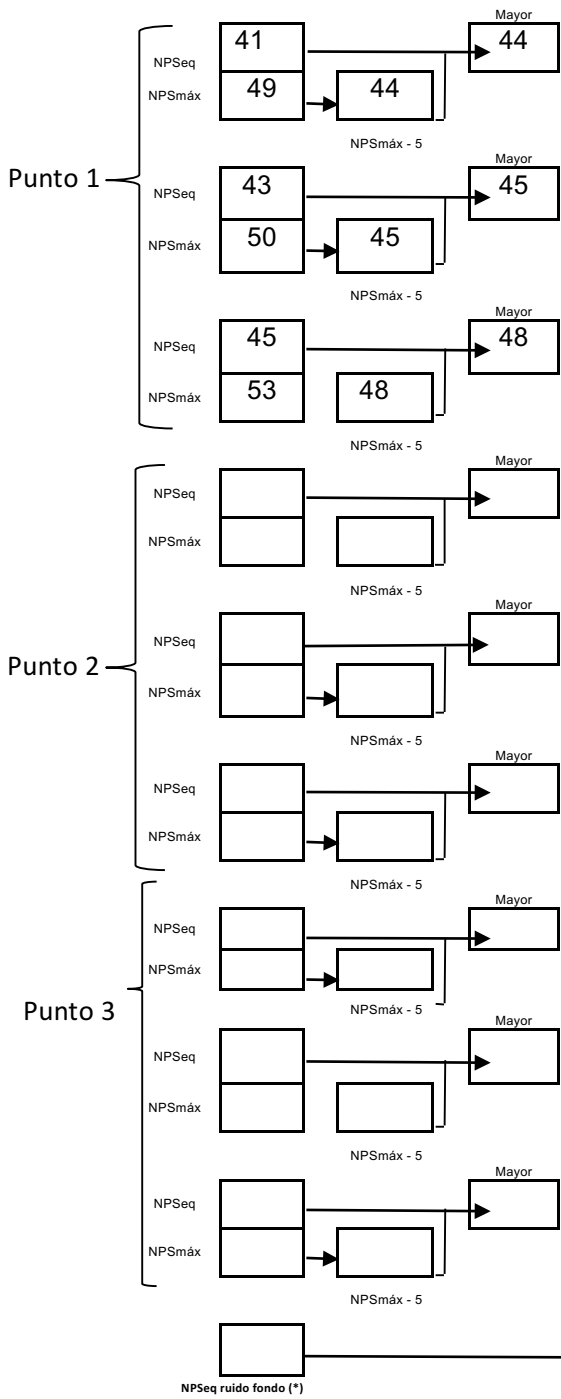 Mayor
41 44
NPSeq
NPSmáx 49 44
NPSmáx - 5
Punto 1
Mayor
NPSeq 43 45
NPSmáx 50 45
NPSmáx - 5
Mayor
NPSeq 45 48
NPSmáx 53 48
NPSmáx - 5
Mayor
NPSeq
NPSmáx
NPSmáx - 5
Mayor
NPSeq
Punto 2
NPSmáx
NPSmáx - 5
Mayor
NPSeq
NPSmáx
NPSmáx - 5
Mayor
NPSeq
NPSmáx
Punto 3
NPSmáx - 5
Mayor
NPSeq
NPSmáx
NPSmáx - 5
Mayor
NPSeq
NPSmáx
NPSmáx - 5
NPSeq ruido fondo (*)